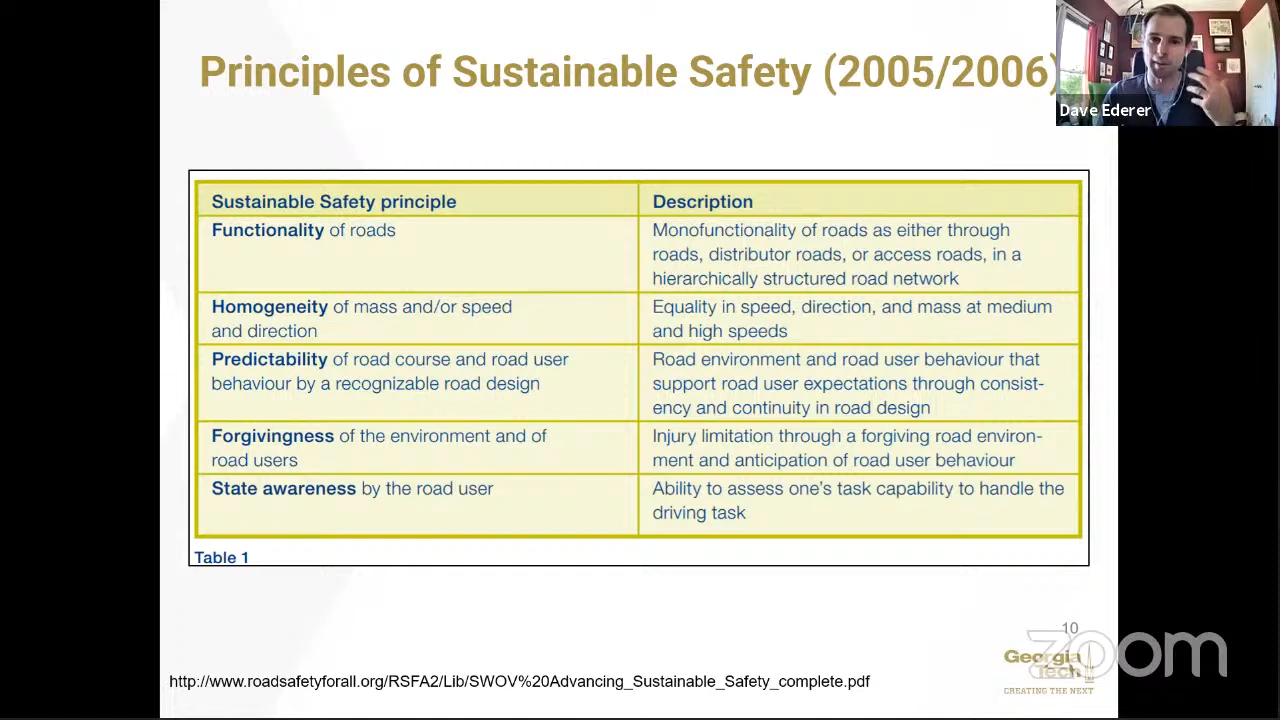 Principles of Sustainable Safety (2005/2006)
Dave Ederer
Sustainable Safety principle
Description
Functionality of roads
Monofunctionality of roads as either through
roads, distributor roads, or access roads, in a
hierarchically structured road network
Homogeneity of mass and/or speed
and direction
Equality in speed, direction, and mass at medium
and high speeds
Predictability of road course and road user
behaviour by a recognizable road design
Road environment and road user behaviour that
support road user expectations through consist-
ency and continuity in road design
Forgivingness of the environment and of
road users
Injury limitation through a forgiving road environ-
ment and anticipation of road user behaviour
State awareness by the road user
Ability to assess one's task capability to handle the
driving task
Table 1
10
zoom
Georgia
Tech
CREATING THE NEXT
http://www.roadsafetyforall.org/RSFA2/Lib/SWOV%20Advancing_Sustainable_Safety_complete.pdf